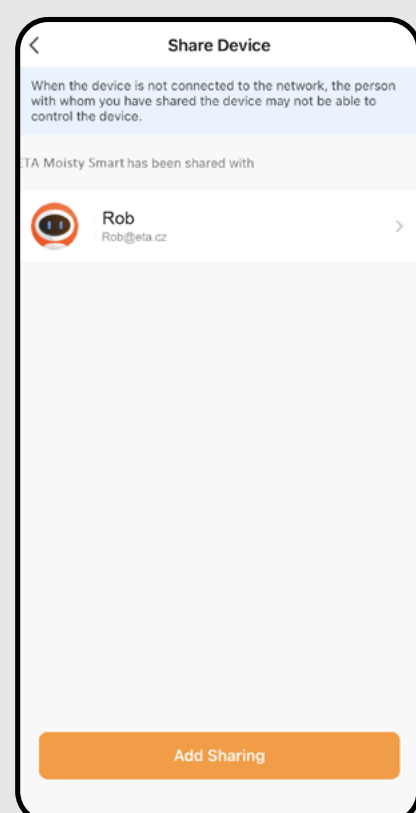 Share Device
When the device is not connected to the network, the person
with whom you have shared the device may not be able to
control the device.
TA Moisty Smart has been shared with
Rob
Rob@eta.cz
Add Sharing